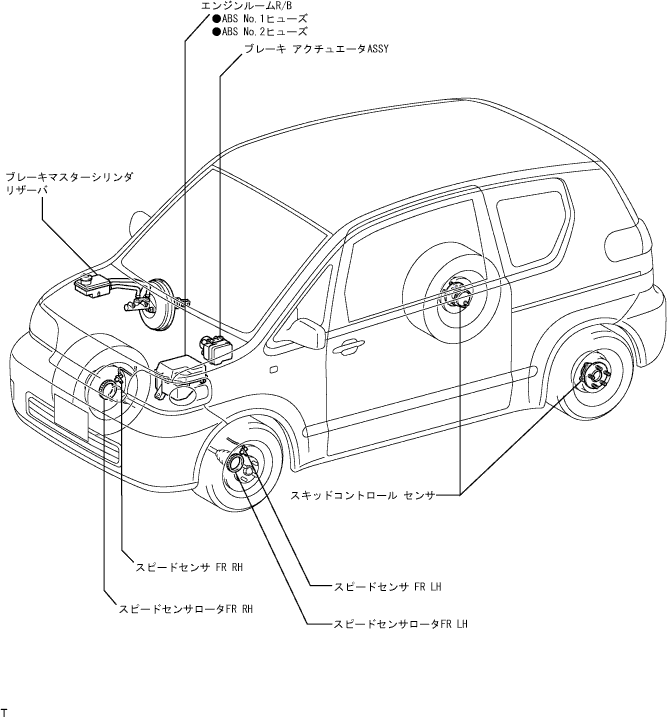 エンジンルームR/B
●ABS No.1ヒューズ
●ABS No.2ヒューズ
ブレーキ アクチュエータASSY
ブレーキマスターシリンダ
リザーバ
スキッドコントロール センサ
スピードセンサ FR RH
スピードセンサ FR LH
スピードセンサロータFR RH
スピードセンサロータFR LH
T